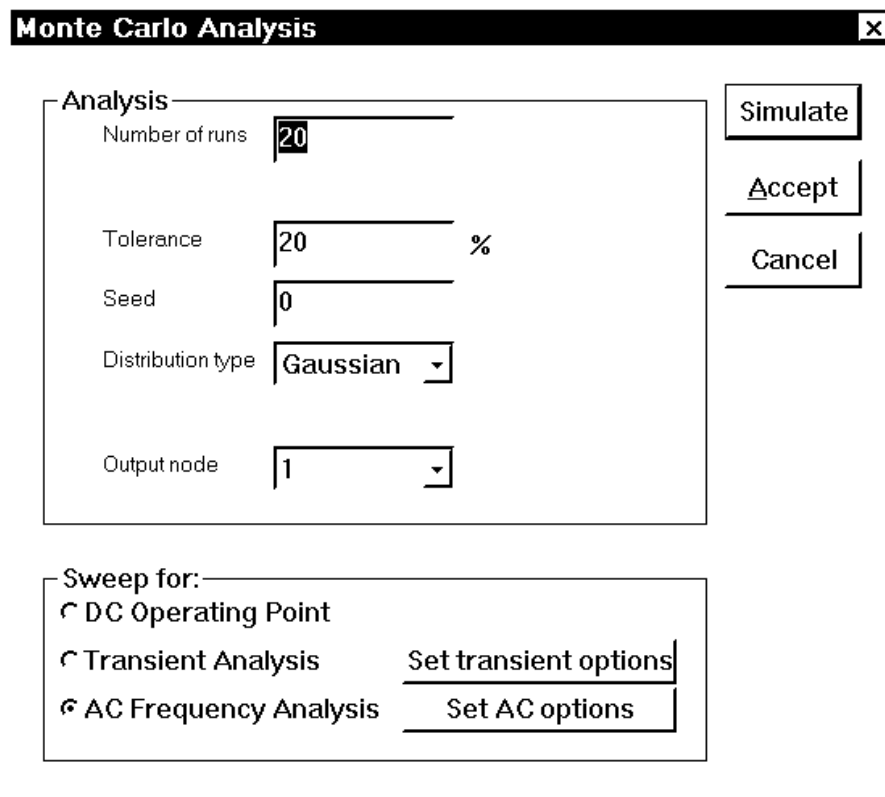 Monte Carlo Analysis
Analysis
Number of runs 20
Tolerance 20 %
Seed 0
Distribution type Gaussian
Output node 1
Simulate
Accept
Cancel
Sweep for:
DC Operating Point
Transient Analysis Set transient options
AC Frequency Analysis Set AC options